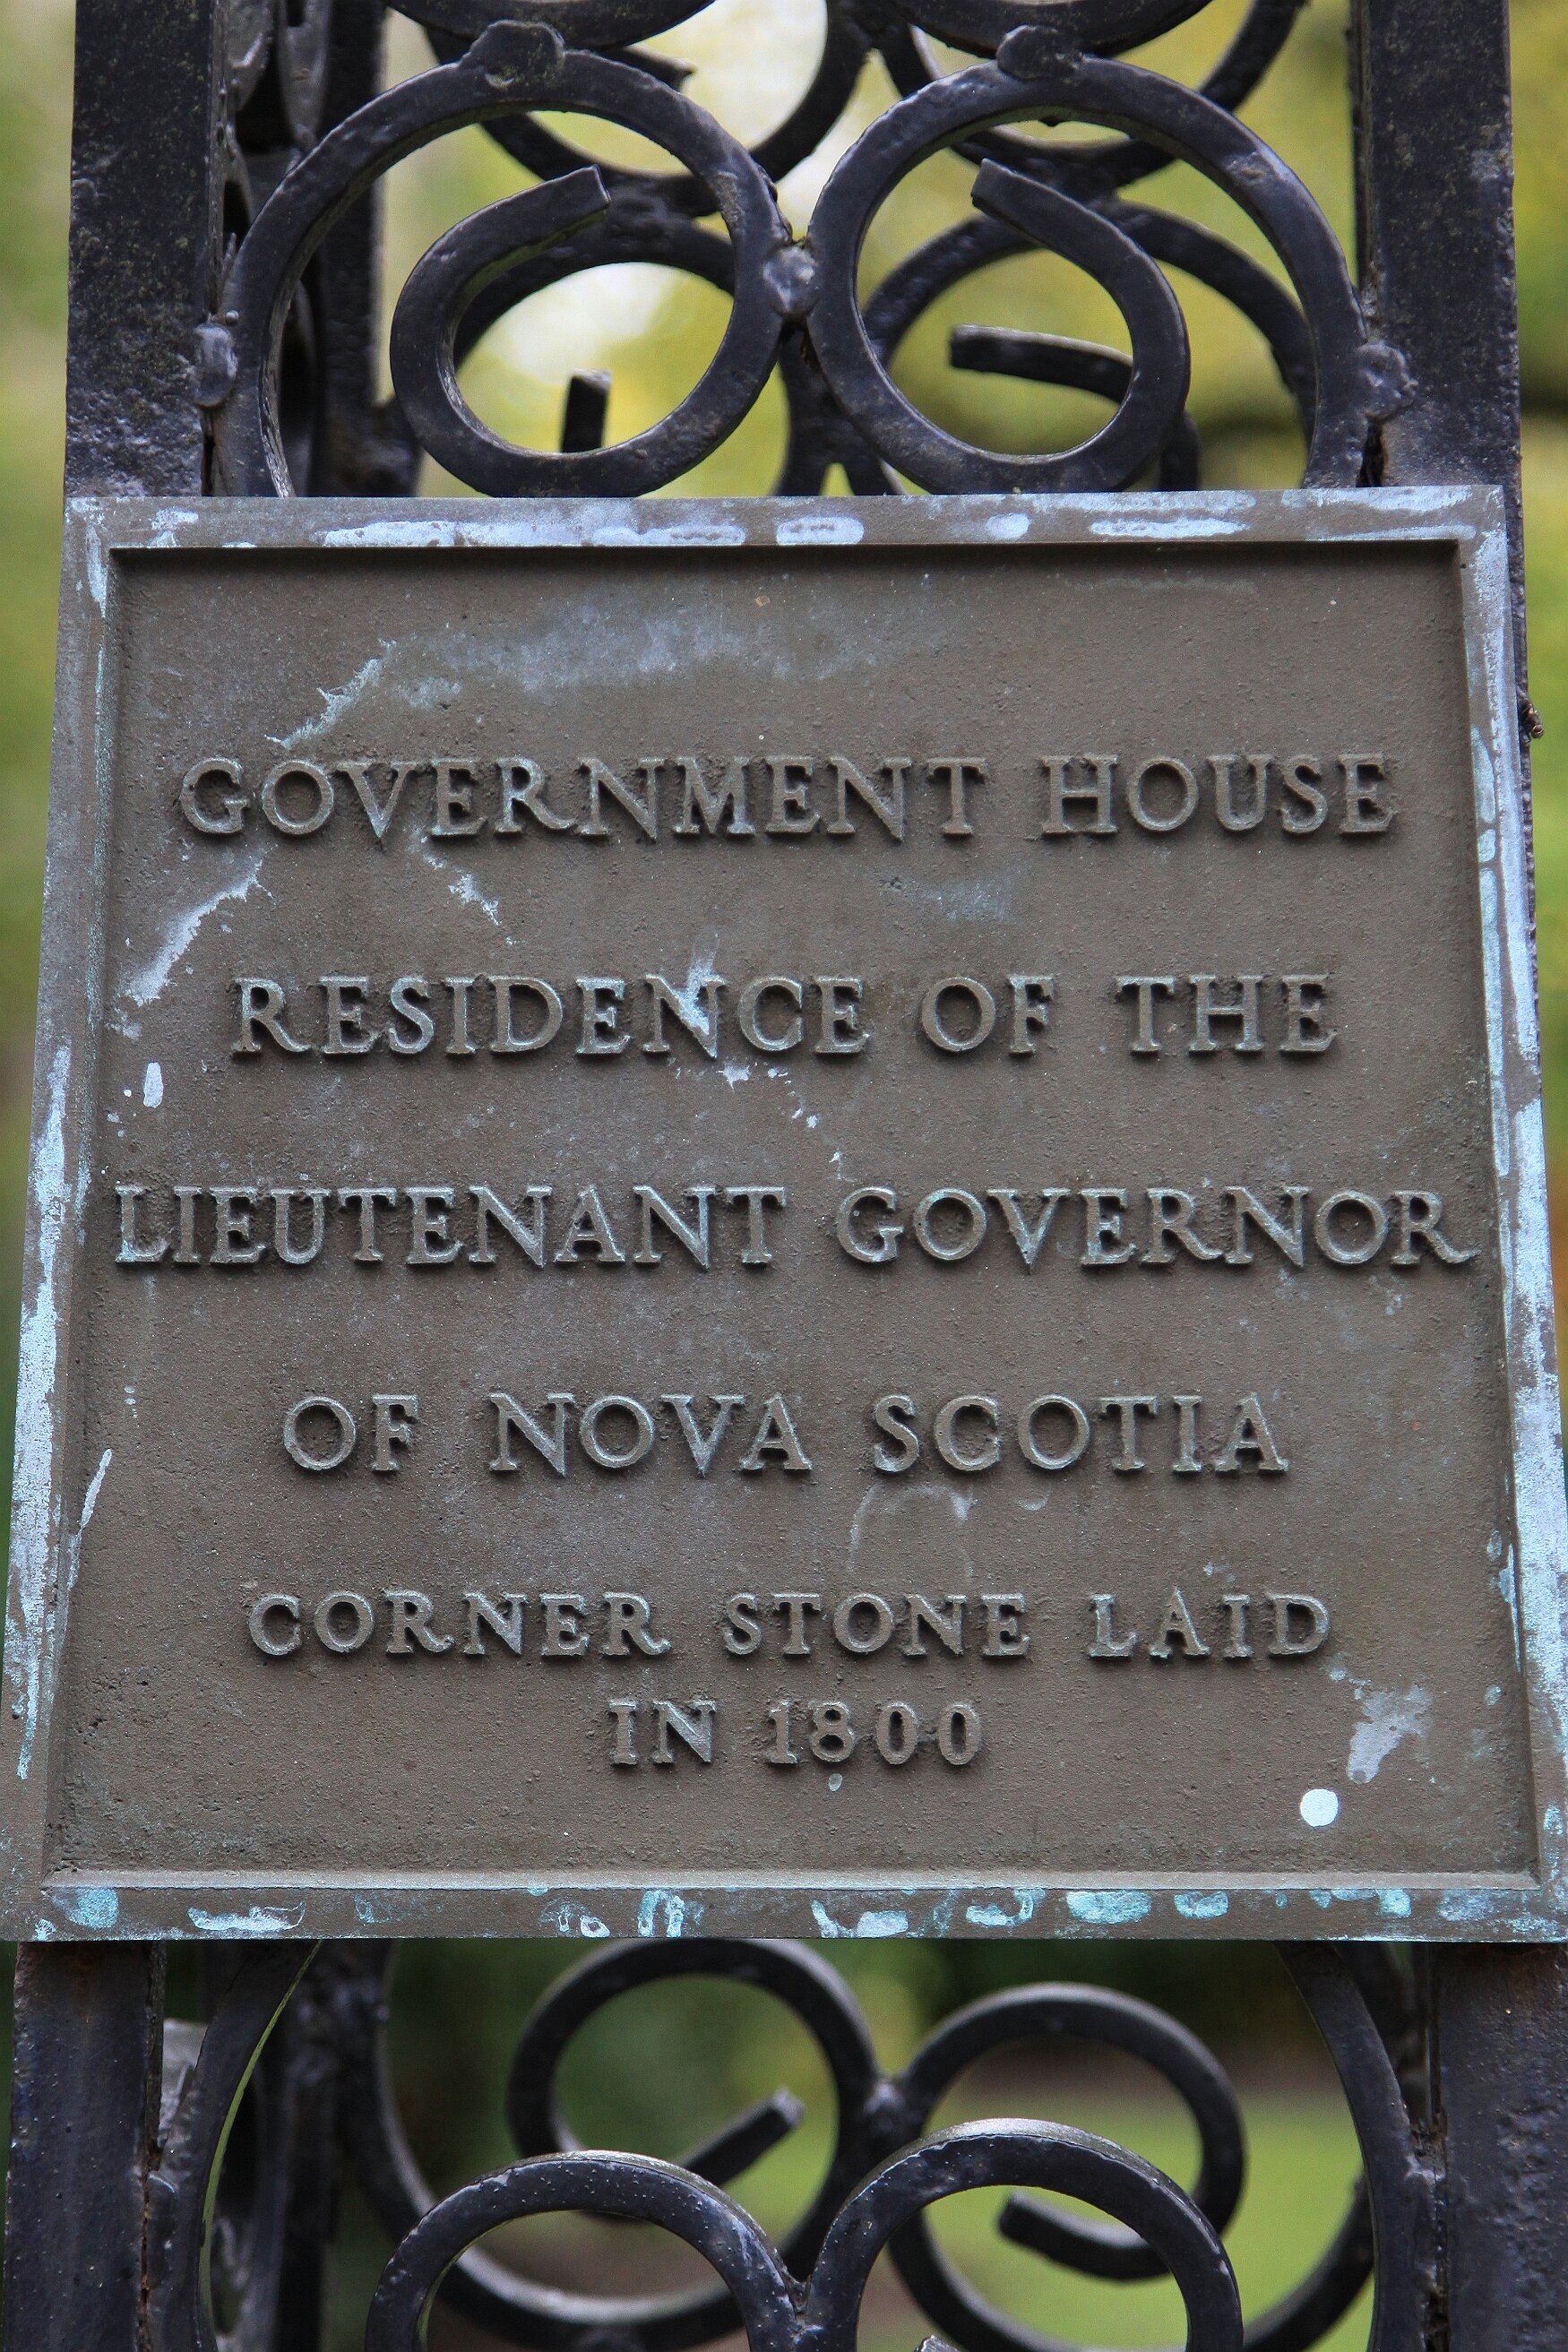 GOVERNMENT HOUSE
RESIDENCE OF THE
LIEUTENANT GOVERNOR
OF NOVA SCOTIA
CORNER STONE LAID
IN 1800